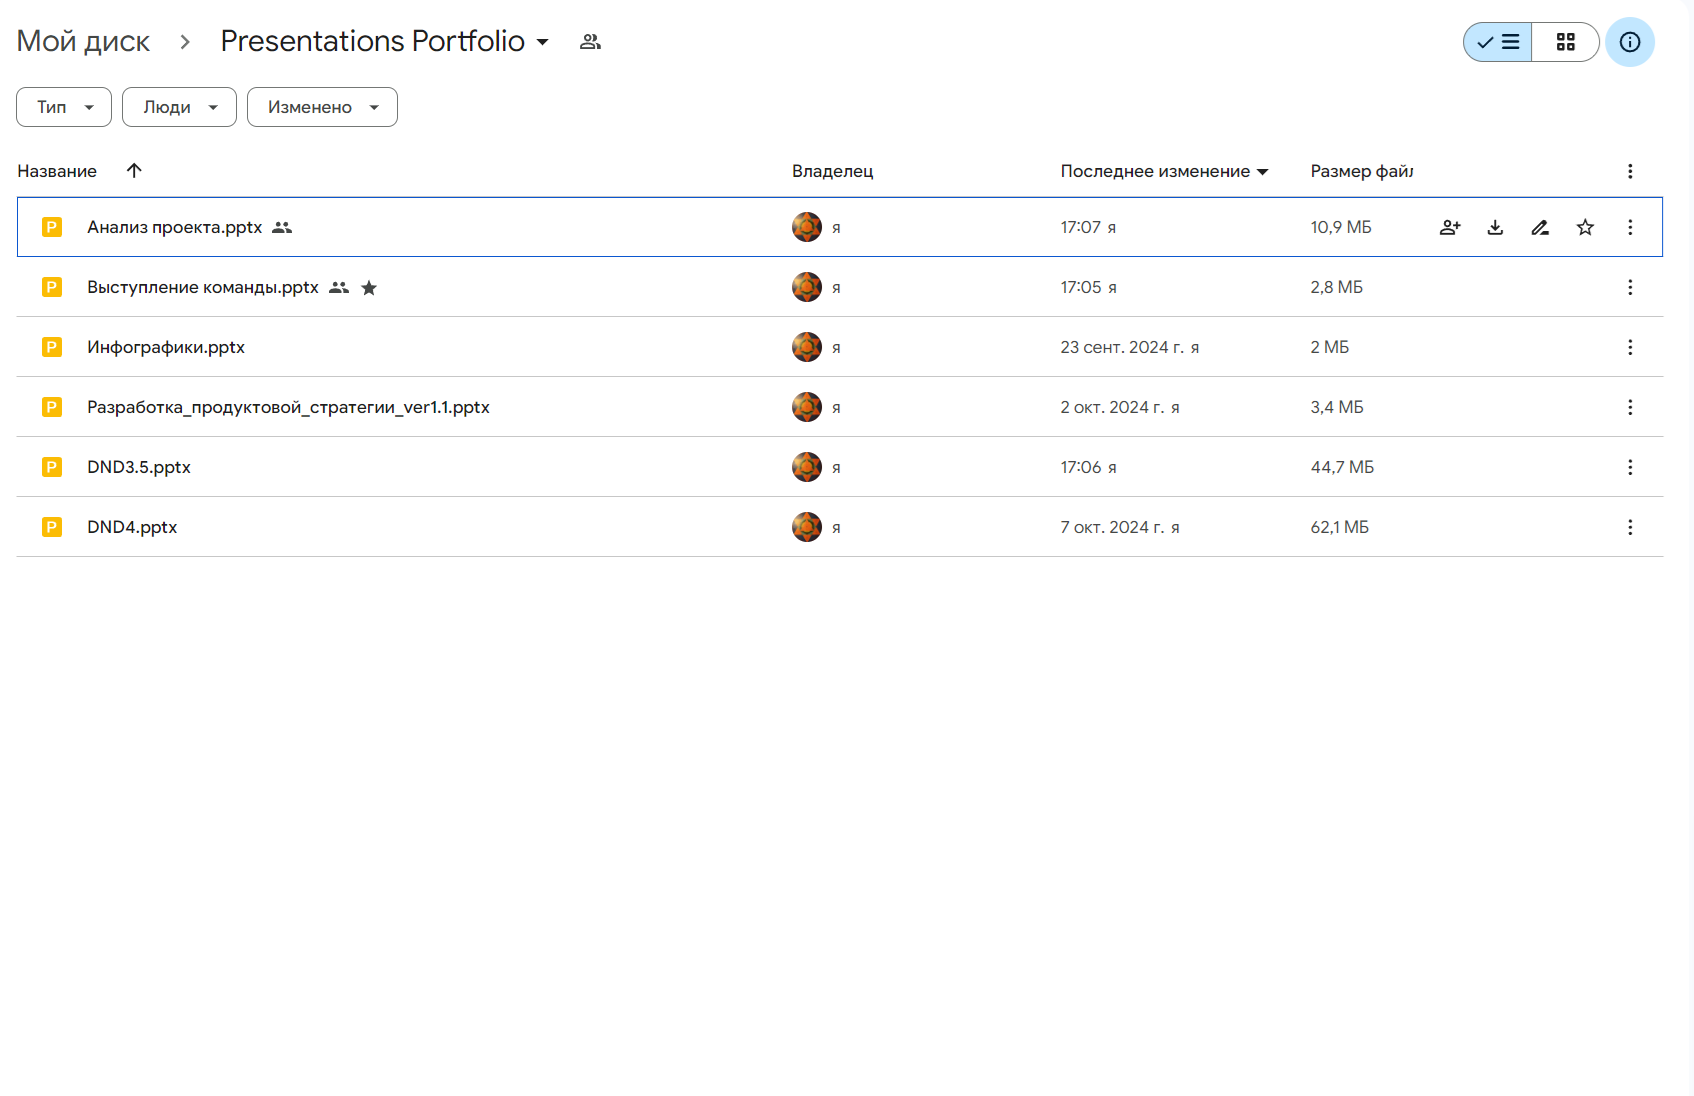 Мой диск > Presentations Portfolio
Тип Люди Изменено
Название Владелец Последнее изменение Размер файл
P Анализ проекта.pptx я 17:07 я 10,9 МБ
P Выступление команды.pptx я 17:05 я 2,8 МБ
P Инфографики.pptx я 23 сент. 2024 г. я 2 МБ
P Разработка_продуктовой_стратегии_ver1.1.pptx я 2 окт. 2024 г. я 3,4 МБ
P DND3.5.pptx я 17:06 я 44,7 МБ
P DND4.pptx я 7 окт. 2024 г. я 62,1 МБ